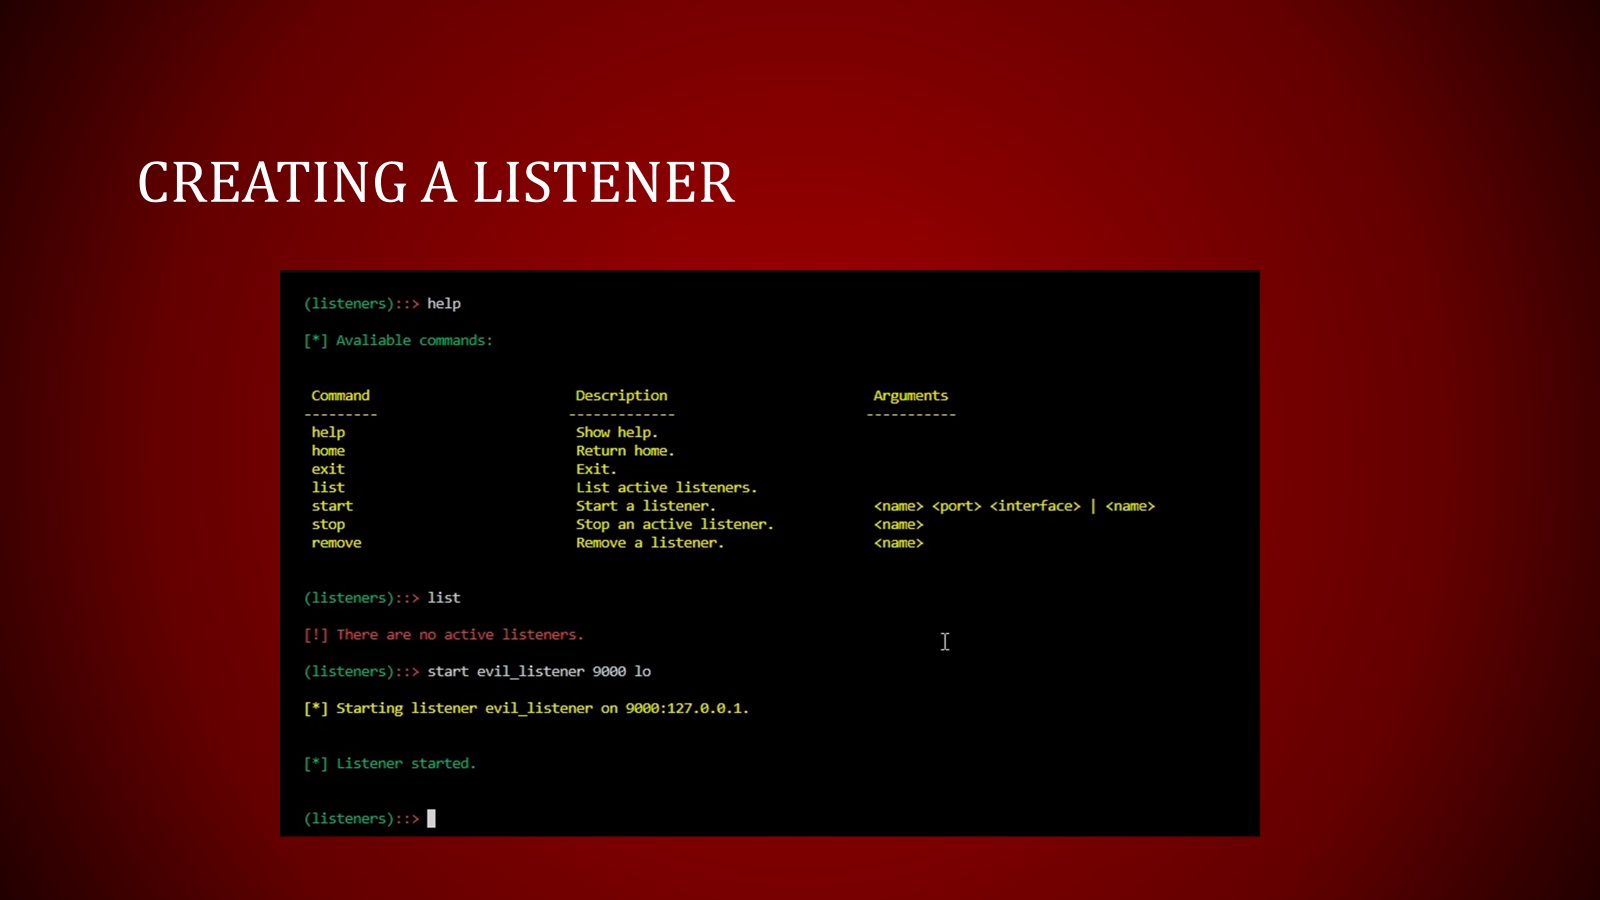 CREATING A LISTENER
(listeners)::> help
[*] Avaliable commands:
Command Description Arguments
--------- ------------- -----------
help Show help.
home Return home.
exit Exit.
list List active listeners.
start Start a listener. <name> <port> <interface> | <name>
stop Stop an active listener. <name>
remove Remove a listener. <name>
(listeners)::> list
[!] There are no active listeners.
(listeners)::> start evil_listener 9000 lo
[*] Starting listener evil_listener on 9000:127.0.0.1.
[*] Listener started.
(listeners)::>